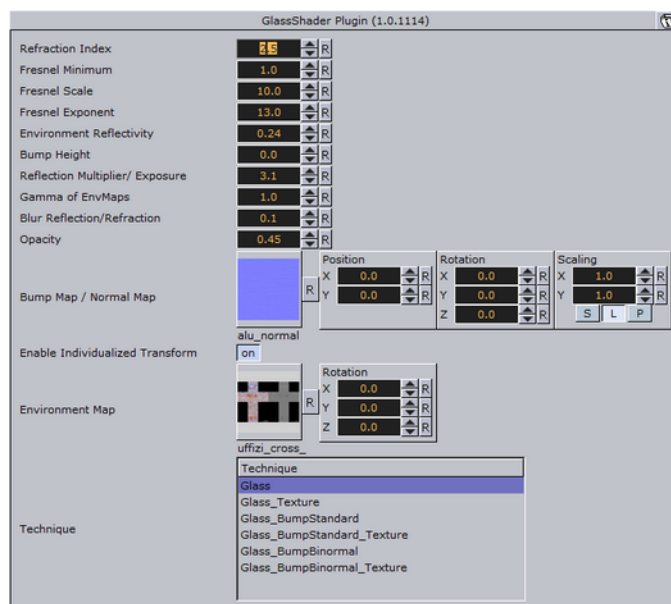 GlassShader Plugin (1.0.1114)
Refraction Index 2.5 R
Fresnel Minimum 1.0 R
Fresnel Scale 10.0 R
Fresnel Exponent 13.0 R
Environment Reflectivity 0.24 R
Bump Height 0.0 R
Reflection Multiplier/ Exposure 3.1 R
Gamma of EnvMaps 1.0 R
Blur Reflection/Refraction 0.1 R
Opacity 0.45 R
Position Rotation Scaling
X 0.0 R X 0.0 R X 1.0 R
Bump Map / Normal Map R Y 0.0 R Y 0.0 R Y 1.0 R
Z 0.0 R S L P
alu_normal
Enable Individualized Transform on
Rotation
X 0.0 R
Environment Map R Y 0.0 R
Z 0.0 R
uffizi_cross_
Technique
Glass
Glass_Texture
Glass_BumpStandard
Technique
Glass_BumpStandard_Texture
Glass_BumpBinormal
Glass_BumpBinormal_Texture